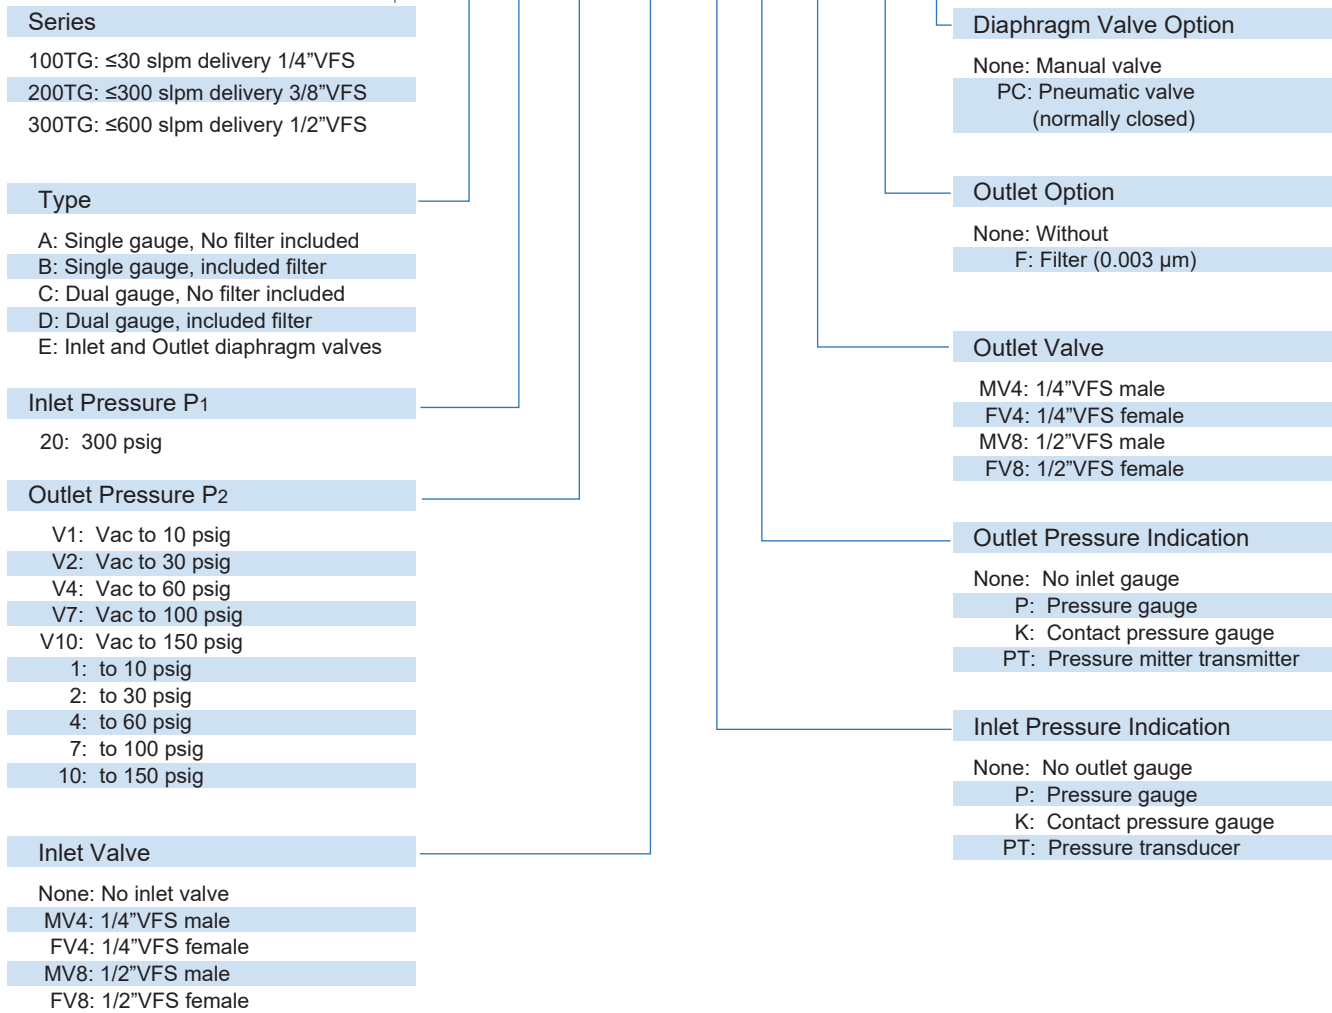 Series
100TG: ≤30 slpm delivery 1/4”VFS
200TG: ≤300 slpm delivery 3/8”VFS
300TG: ≤600 slpm delivery 1/2”VFS
Type
A: Single gauge, No filter included
B: Single gauge, included filter
C: Dual gauge, No filter included
D: Dual gauge, included filter
E: Inlet and Outlet diaphragm valves
Inlet Pressure P1
20: 300 psig
Outlet Pressure P2
V1: Vac to 10 psig
V2: Vac to 30 psig
V4: Vac to 60 psig
V7: Vac to 100 psig
V10: Vac to 150 psig
1: to 10 psig
2: to 30 psig
4: to 60 psig
7: to 100 psig
10: to 150 psig
Inlet Valve
None: No inlet valve
MV4: 1/4”VFS male
FV4: 1/4”VFS female
MV8: 1/2”VFS male
FV8: 1/2”VFS female
Diaphragm Valve Option
None: Manual valve
PC: Pneumatic valve
(normally closed)
Outlet Option
None: Without
F: Filter (0.003 μm)
Outlet Valve
MV4: 1/4”VFS male
FV4: 1/4”VFS female
MV8: 1/2”VFS male
FV8: 1/2”VFS female
Outlet Pressure Indication
None: No inlet gauge
P: Pressure gauge
K: Contact pressure gauge
PT: Pressure mitter transmitter
Inlet Pressure Indication
None: No outlet gauge
P: Pressure gauge
K: Contact pressure gauge
PT: Pressure transducer